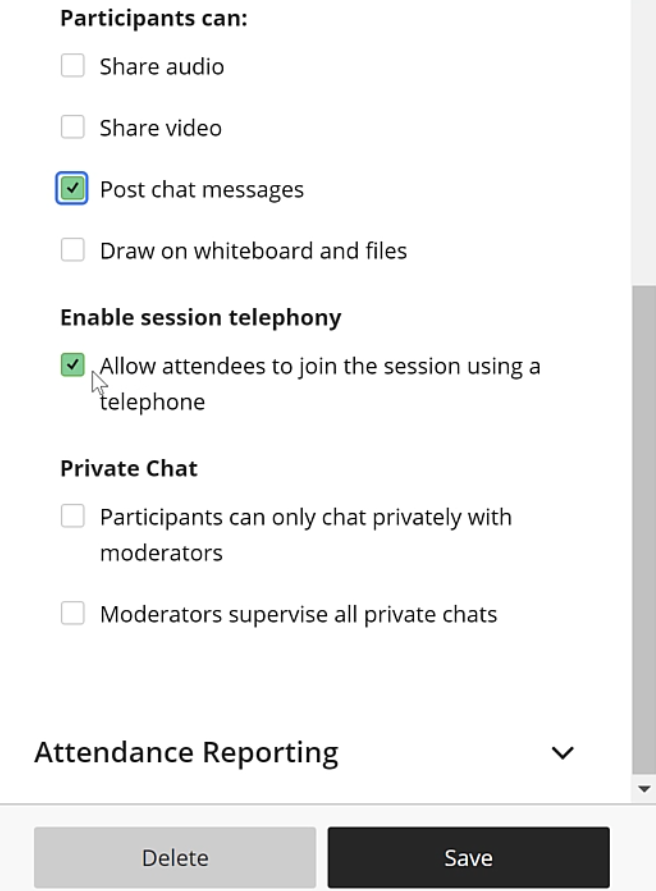 Participants can:
Share audio
Share video
Post chat messages
Draw on whiteboard and files
Enable session telephony
Allow attendees to join the session using a
telephone
Private Chat
Participants can only chat privately with
moderators
Moderators supervise all private chats
Attendance Reporting
Delete
Save